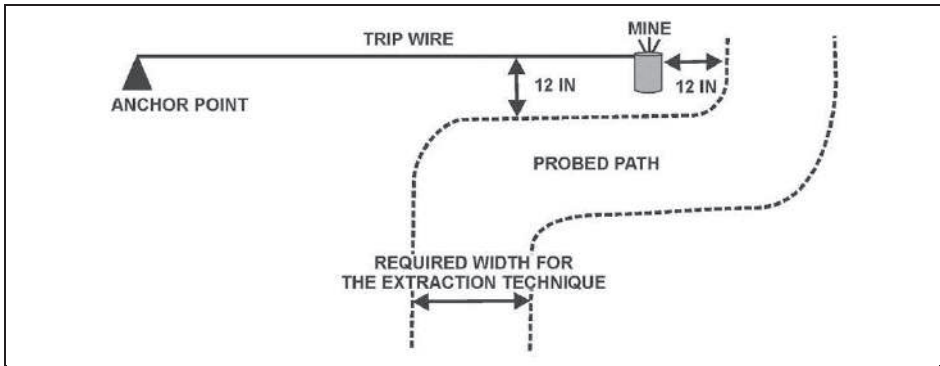 TRIP WIRE
MINE
12 IN
12 IN
ANCHOR POINT
PROBED PATH
REQUIRED WIDTH FOR
THE EXTRACTION TECHNIQUE